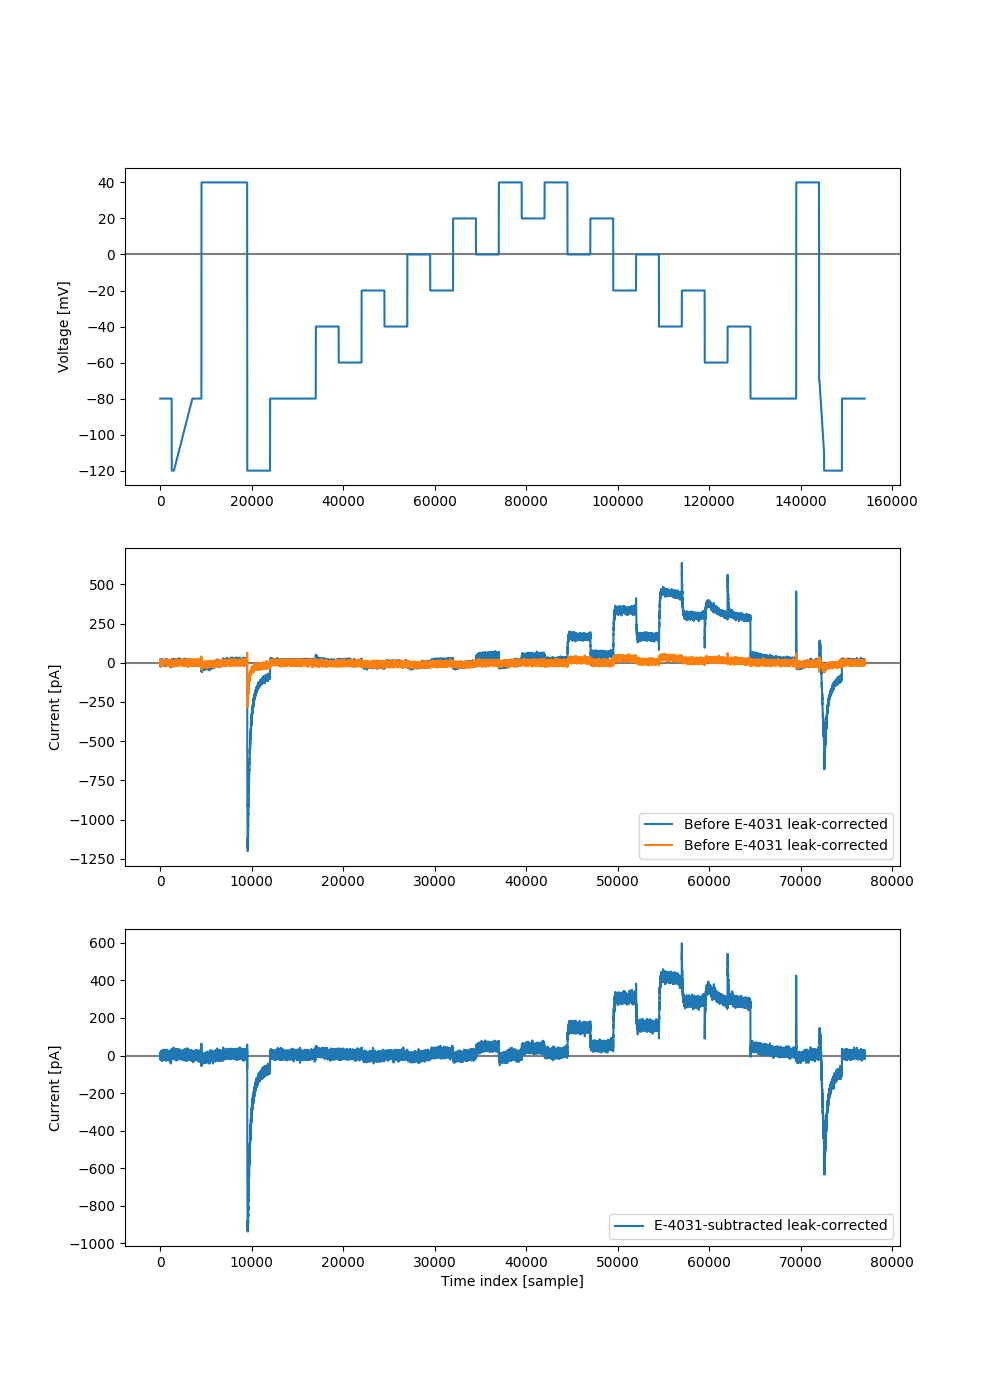 40
20
0
−20
−40
−60
−80
−100
−120
Voltage [mV]
0 20000 40000 60000 80000 100000 120000 140000 160000
500
250
0
−250
−500
−750
−1000
−1250
Current [pA]
Before E-4031 leak-corrected
Before E-4031 leak-corrected
0 10000 20000 30000 40000 50000 60000 70000 80000
600
400
200
0
−200
−400
−600
−800
−1000
Current [pA]
E-4031-subtracted leak-corrected
0 10000 20000 30000 40000 50000 60000 70000 80000
Time index [sample]